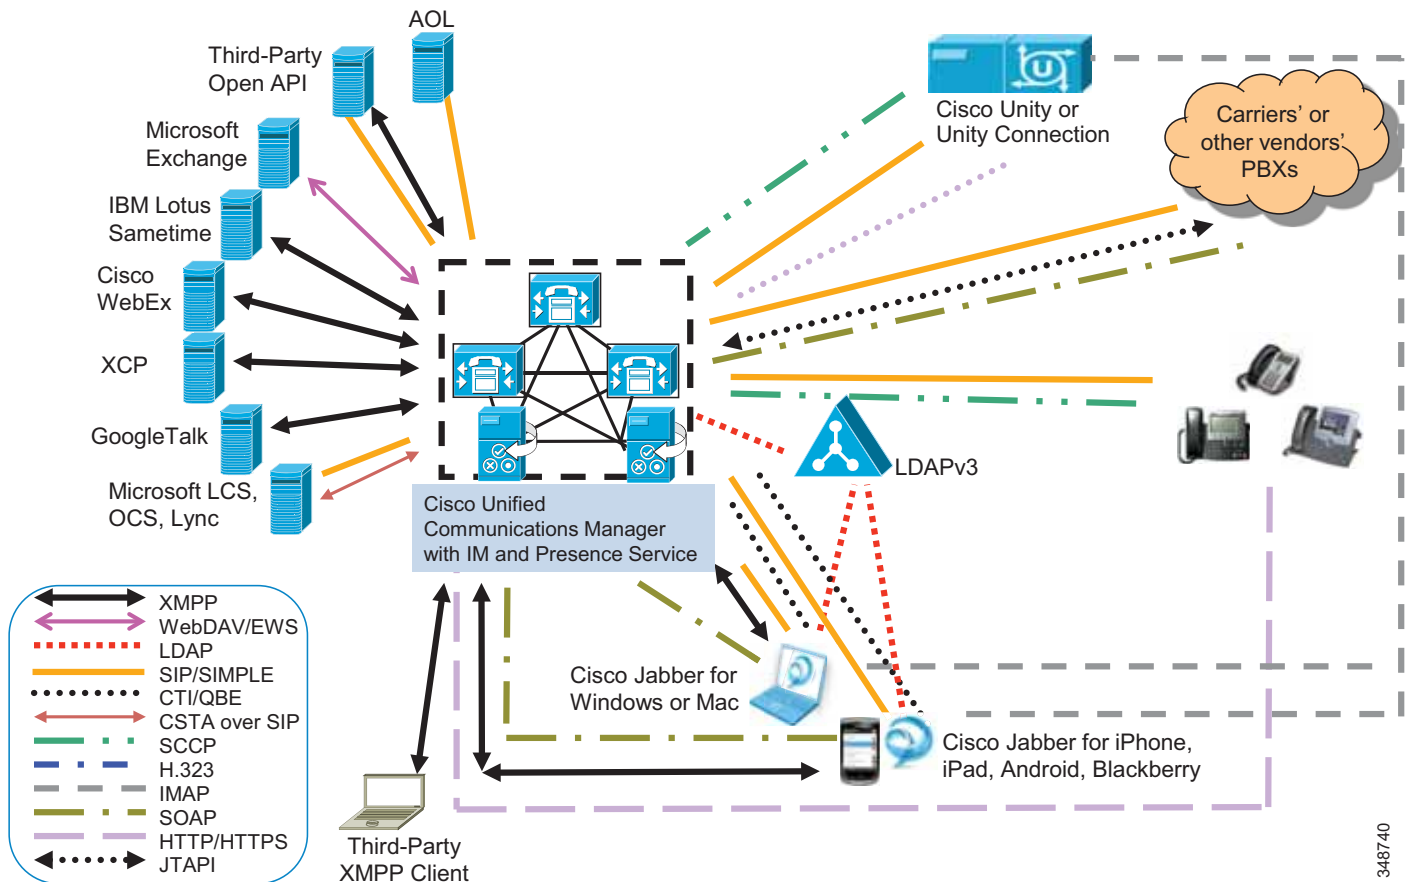 AOL
Third-Party
Open API
Microsoft
Exchange
IBM Lotus
Sametime
Cisco
WebEx
XCP
GoogleTalk
Microsoft LCS,
OCS, Lync
Cisco Unity or
Unity Connection
U
Carriers' or
other vendors'
PBXs
LDAPv3
Cisco Unified
Communications Manager
with IM and Presence Service
Cisco Jabber for
Windows or Mac
Cisco Jabber for iPhone,
iPad, Android, Blackberry
Third-Party
XMPP Client
XMPP
WebDAV/EWS
LDAP
SIP/SIMPLE
CTI/QBE
CSTA over SIP
SCCP
H.323
IMAP
SOAP
HTTP/HTTPS
JTAPI
348740